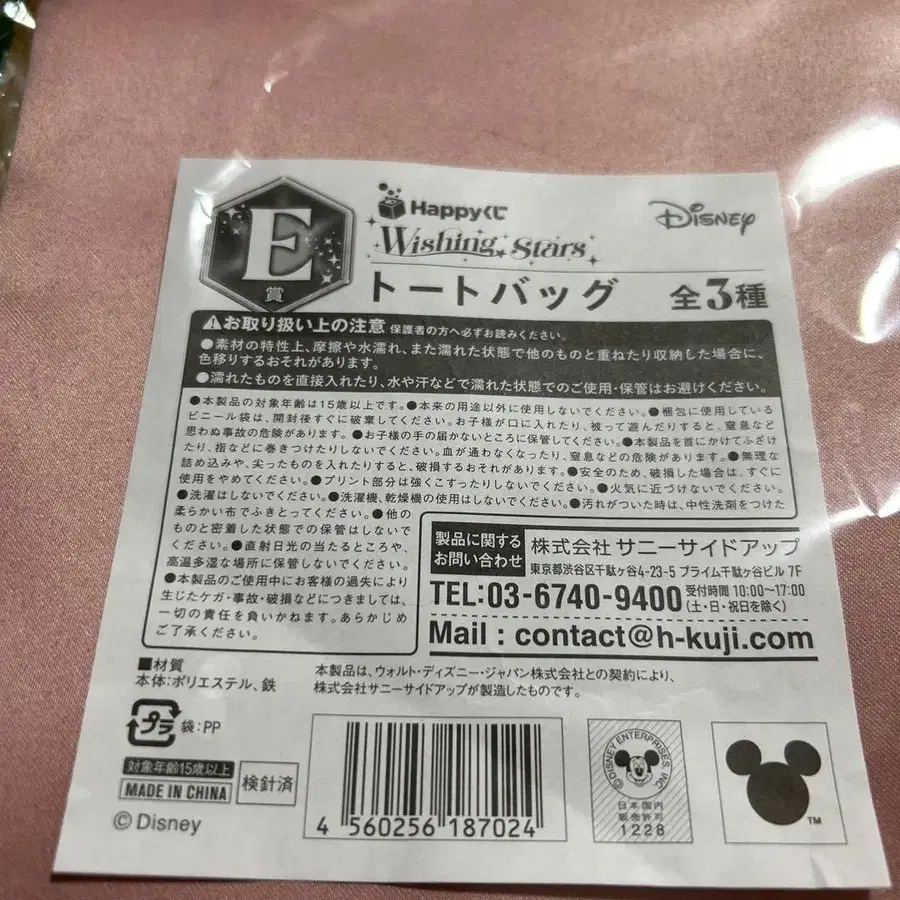 E
賞
Happyくじ
Wishing Stars
Disney
トートバッグ 全3種
お取り扱い上の注意 保護者の方へ必ずお読みください。
●素材の特性上、摩擦や水濡れ、また濡れた状態で他のものと重ねたり収納した場合に、
色移りするおそれがあります。
●濡れたものを直接入れたり、水や汗などで濡れた状態でのご使用・保管はお避けください。
●本製品の対象年齢は15歳以上です。●本来の用途以外に使用しないでください。●梱包に使用している
ビニール袋は、開封後すぐに破棄してください。お子様が口に入れたり、被って遊んだりすると、窒息など
思わぬ事故の危険があります。●お子様の手の届かないところに保管してください。●本製品を首にかけてふざけ
たり、指などに巻きつけたりしないでください。血が通わなくなったり、窒息などの危険があります。●無理な
詰め込みや、尖ったものを入れたりすると、破損するおそれがあります。●安全のため、破損した場合は、すぐに
使用をやめてください。●プリント部分は強くこすったりしないでください。●火気に近づけないでください。
●洗濯はしないでください。●洗濯機、乾燥機の使用はしないでください。●汚れがついた時は、中性洗剤をつけた
柔らかい布でふきとってください。●他の
ものと密着した状態での保管はしないで
ください。●直射日光の当たるところや、
高温多湿な場所に保管しないでください。
●本製品のご使用中にお客様の過失により
生じたケガ・事故・破損などにつきましては、
一切の責任を負いかねます。あらかじめ
ご了承ください。
製品に関する
お問い合わせ
株式会社 サニーサイドアップ
東京都渋谷区千駄ヶ谷4-23-5 プライム千駄ヶ谷ビル 7F
TEL:03-6740-9400 受付時間 10:00〜17:00
(土・日・祝日を除く)
Mail : contact@h-kuji.com
■材質
本体:ポリエステル、鉄
本製品は、ウォルト・ディズニー・ジャパン株式会社との契約により、
株式会社サニーサイドアップが製造したものです。
プラ 袋:PP
対象年齢15歳以上
MADE IN CHINA
検針済
© Disney
4 560256 187024
© DISNEY ENTERPRISES, INC.
日本国内
販売許可
1228
TM